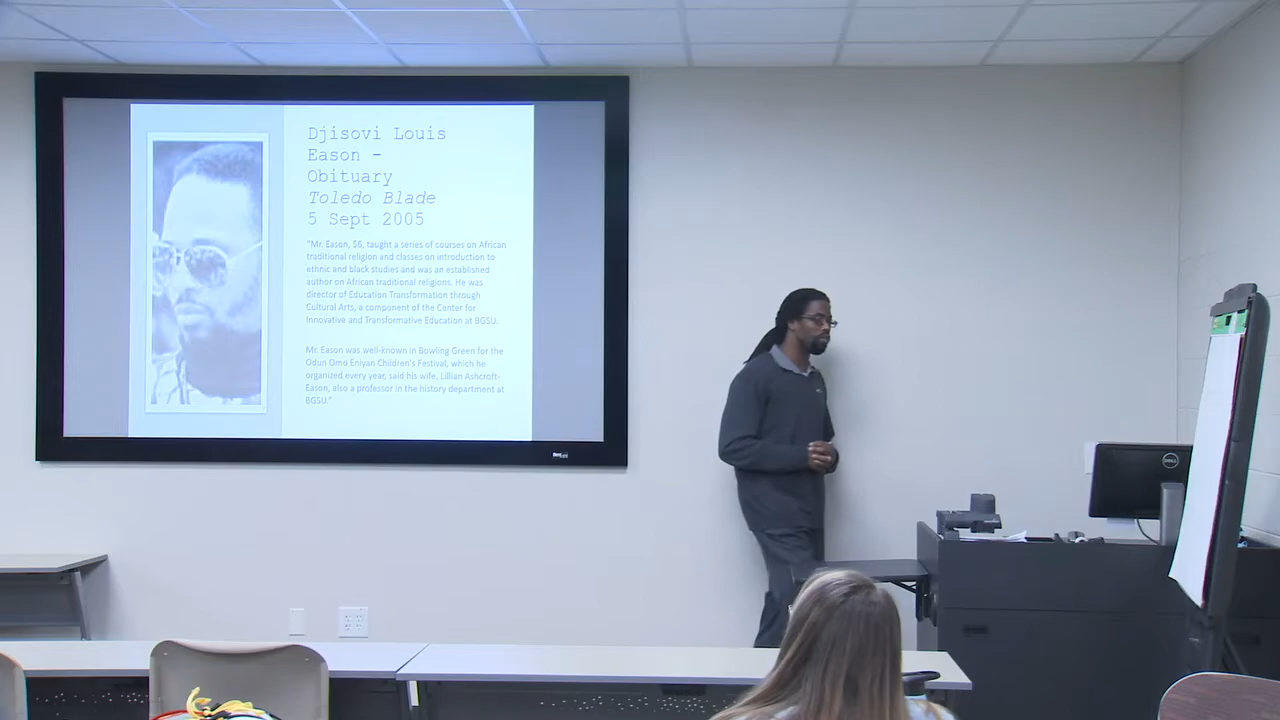 Djisovi Louis
Eason –
Obituary
Toledo Blade
5 Sept 2005
"Mr. Eason, 56, taught a series of courses on African
traditional religion and classes on introduction to
ethnic and black studies and was an established
author on African traditional religions. He was
director of Education Transformation through
Cultural Arts, a component of the Center for
Innovative and Transformative Education at BGSU.
Mr. Eason was well-known in Bowling Green for the
Odun Omo Eniyan Children's Festival, which he
organized every year, said his wife, Lillian Ashcroft-
Eason, also a professor in the history department at
BGSU."
DELL